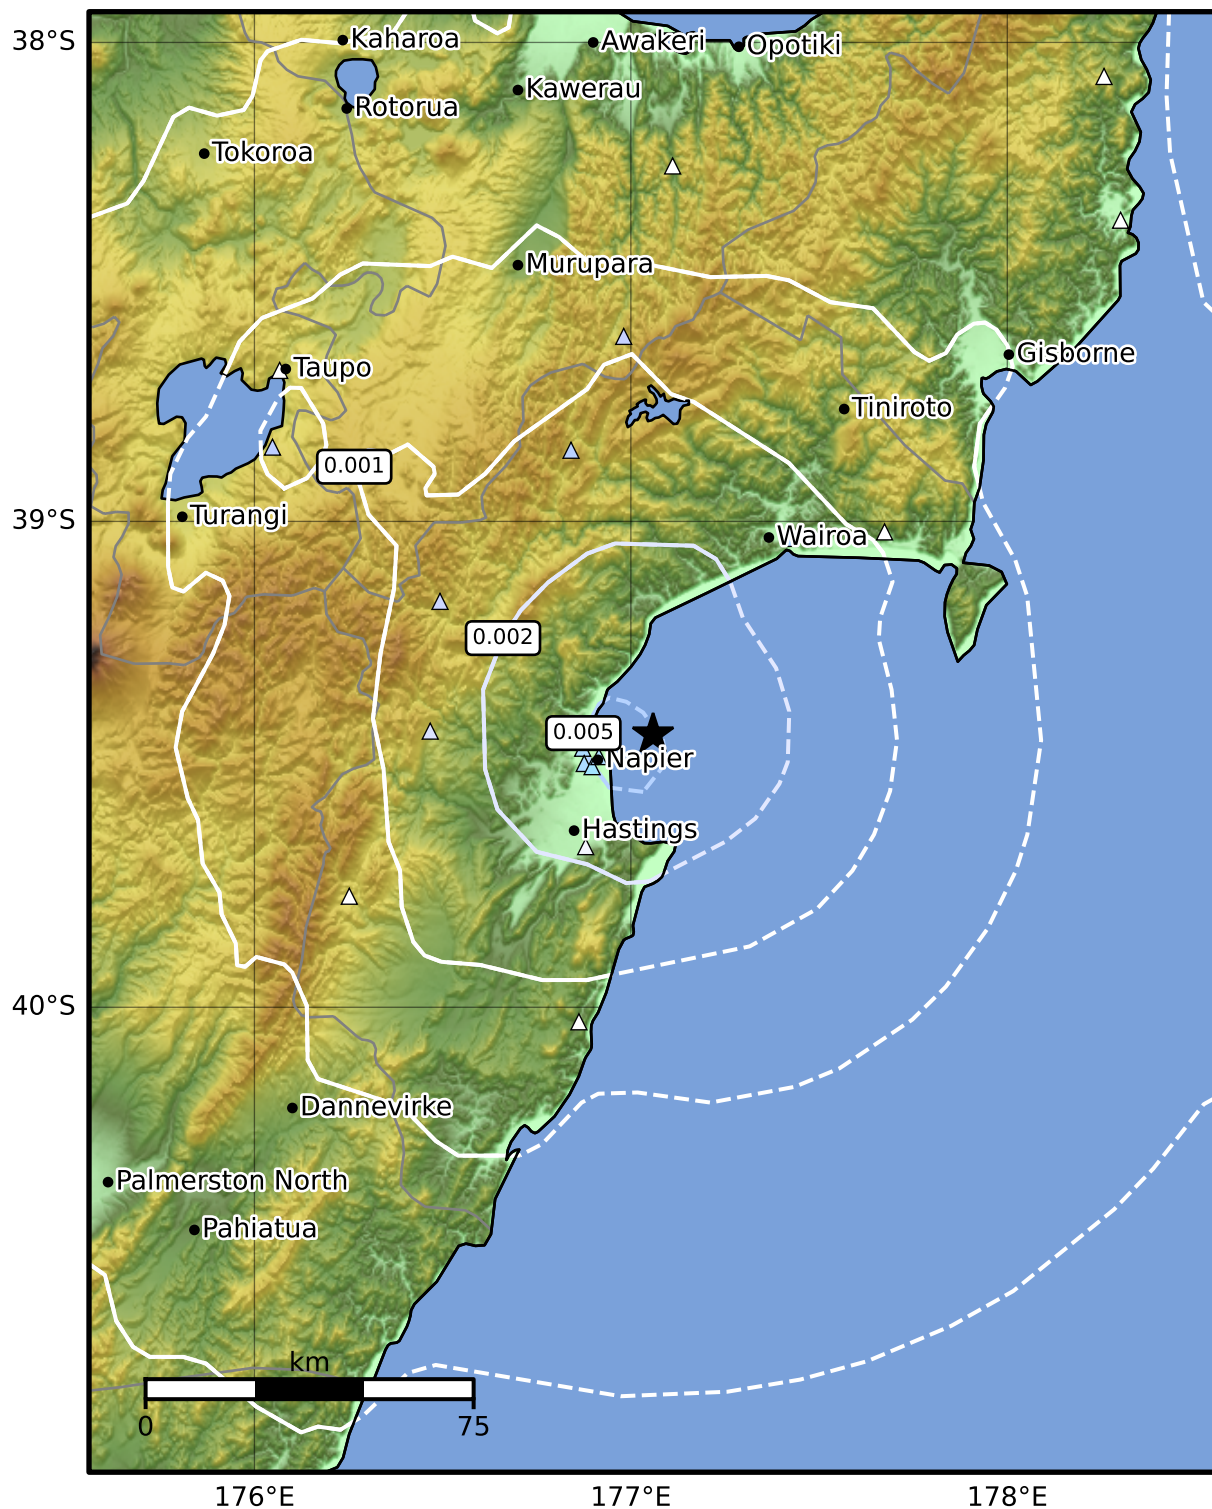 38°S
Kaharoa
Awakeri
Opotiki
Kawerau
Rotorua
Tokoroa
Murupara
Gisborne
Taupo
Tiniroto
0.001
39°S
Turangi
Wairoa
0.002
0.005
Napier
Hastings
40°S
Dannevirke
Palmerston North
Pahiatua
km
0
75
176°E
177°E
178°E